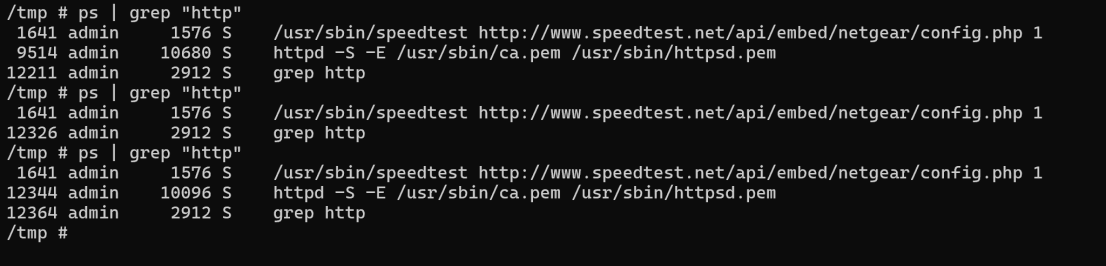 /tmp # ps | grep "http"
 1641 admin     1576 S    /usr/sbin/speedtest http://www.speedtest.net/api/embed/netgear/config.php 1
 9514 admin    10680 S    httpd -S -E /usr/sbin/ca.pem /usr/sbin/httpsd.pem
12211 admin     2912 S    grep http
/tmp # ps | grep "http"
 1641 admin     1576 S    /usr/sbin/speedtest http://www.speedtest.net/api/embed/netgear/config.php 1
12326 admin     2912 S    grep http
/tmp # ps | grep "http"
 1641 admin     1576 S    /usr/sbin/speedtest http://www.speedtest.net/api/embed/netgear/config.php 1
12344 admin    10096 S    httpd -S -E /usr/sbin/ca.pem /usr/sbin/httpsd.pem
12364 admin     2912 S    grep http
/tmp #